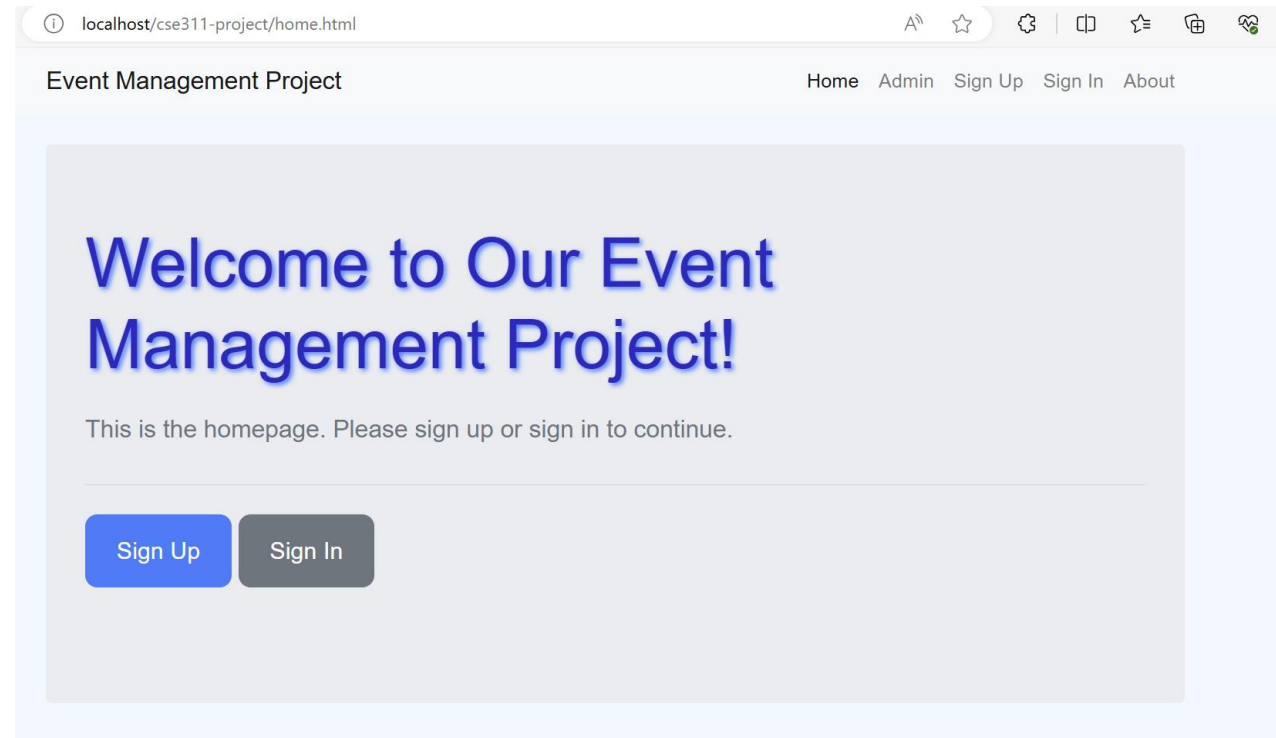 localhost/cse311-project/home.html
Event Management Project
Home Admin Sign Up Sign In About
Welcome to Our Event
Management Project!
This is the homepage. Please sign up or sign in to continue.
Sign Up Sign In